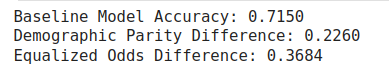 Baseline Model Accuracy: 0.7150
Demographic Parity Difference: 0.2260
Equalized Odds Difference: 0.3684